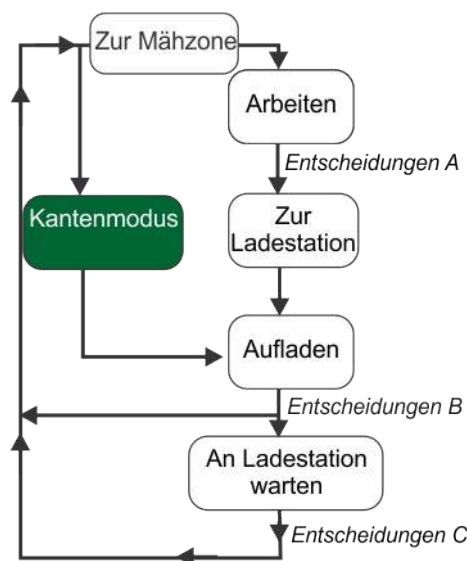 Zur Mähzone
Arbeiten
Entscheidungen A
Kantenmodus
Zur
Ladestation
Aufladen
Entscheidungen B
An Ladestation
warten
Entscheidungen C